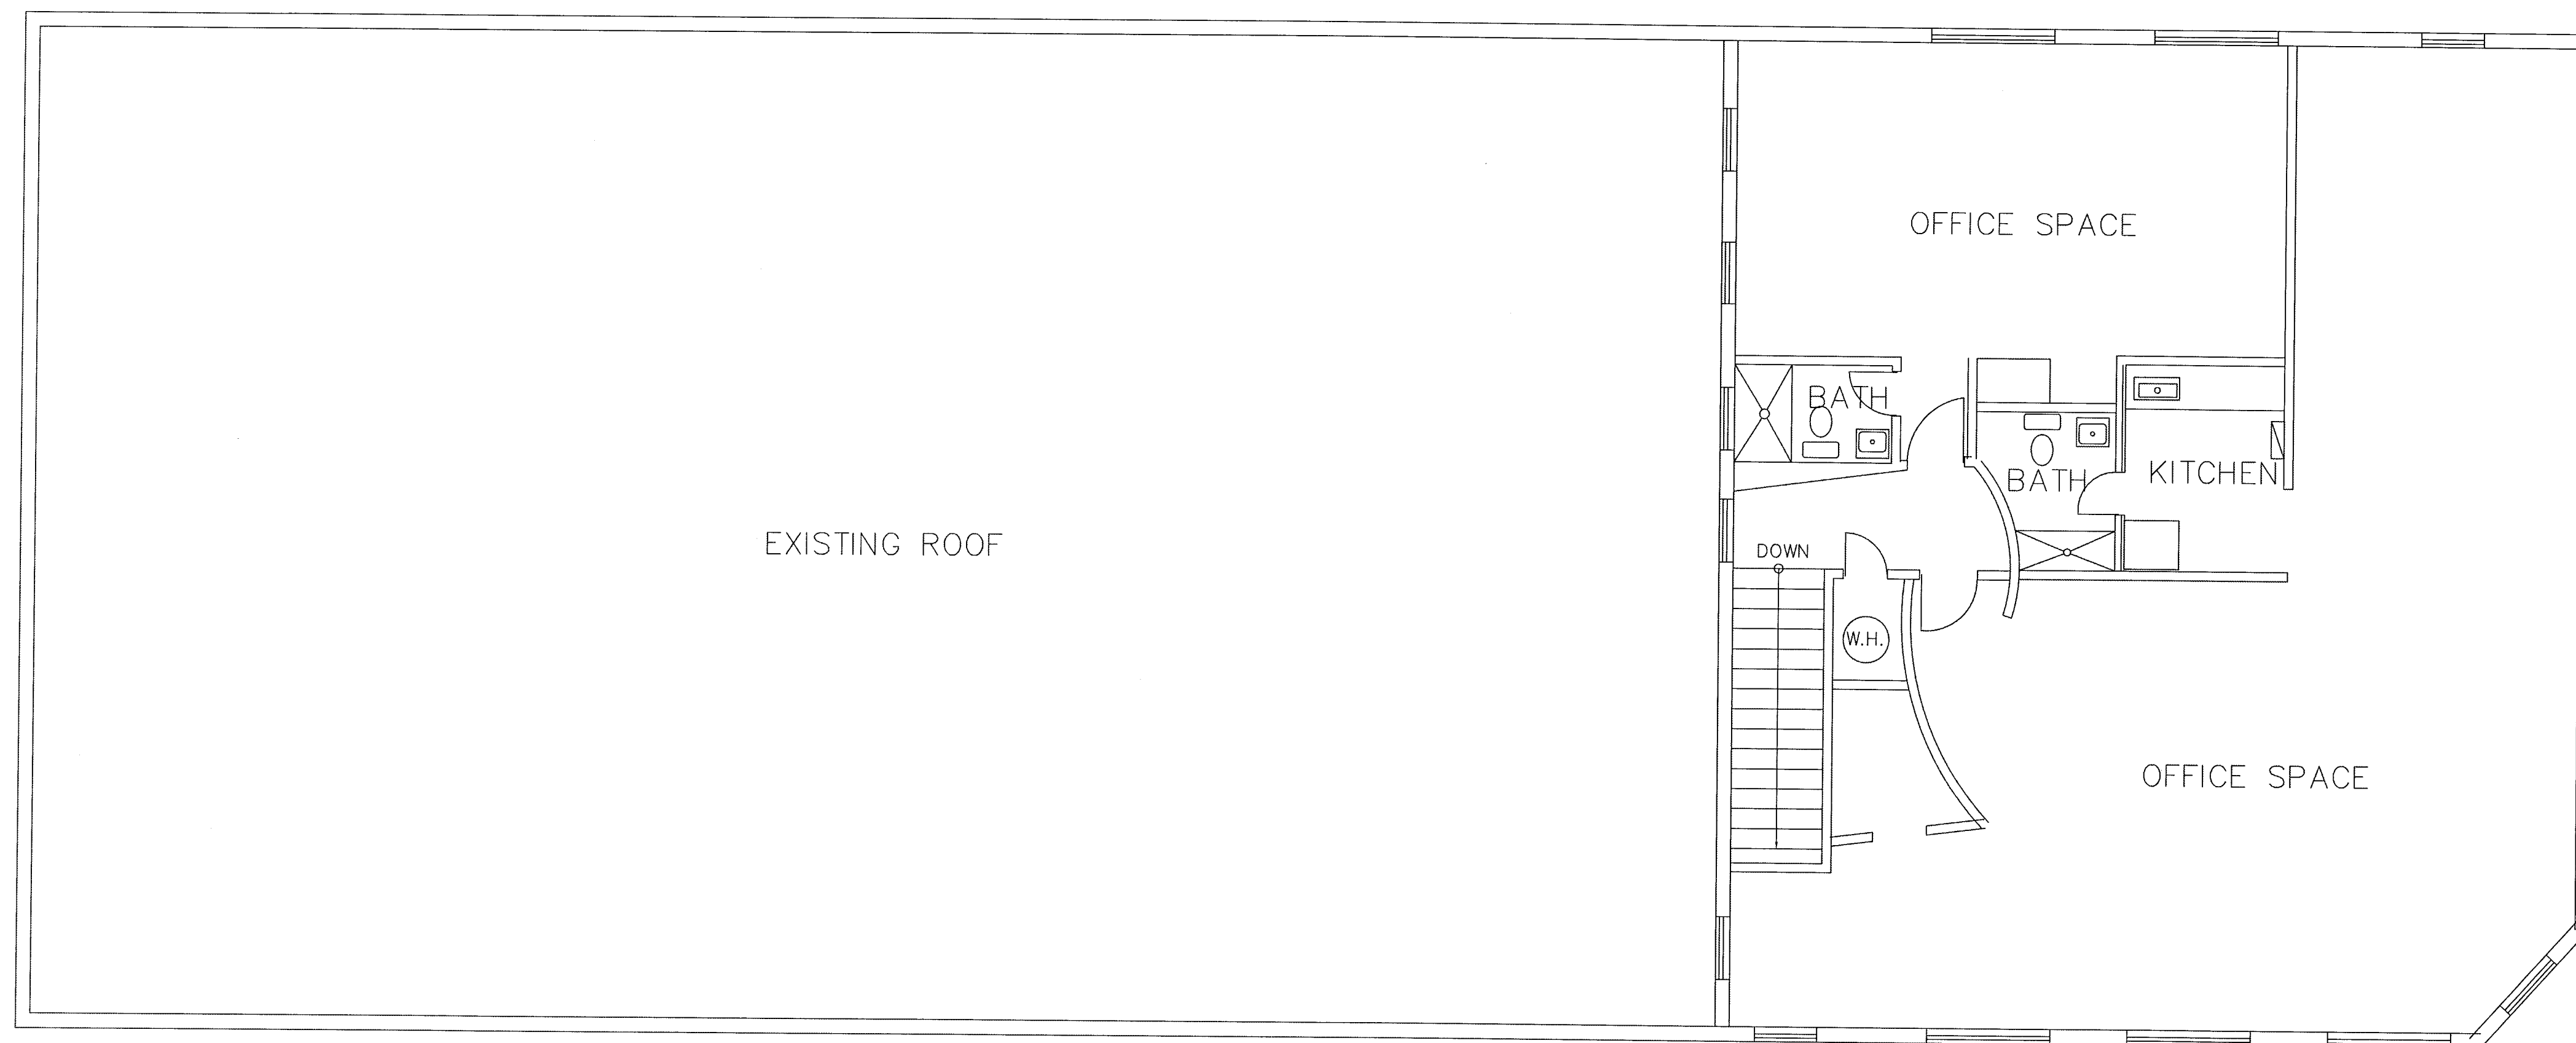 OFFICE SPACE
BATH
BATH
KITCHEN
EXISTING ROOF
DOWN
W.H.
OFFICE SPACE